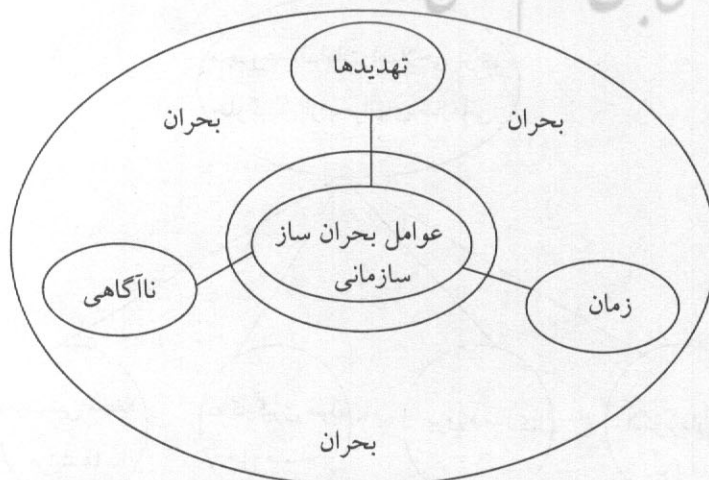 تهدیدها
بحران
بحران
عوامل بحران ساز
سازمانی
ناآگاهی
زمان
بحران